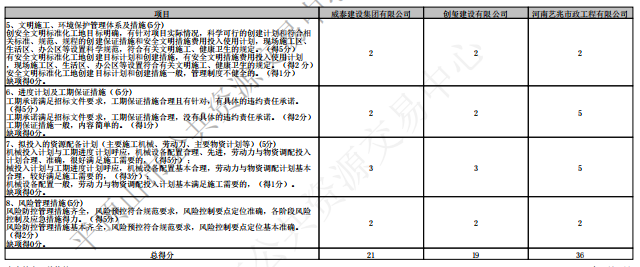 项目 威泰建设集团有限公司 创玺建设有限公司 河南艺兆市政工程有限公司
5、文明施工、环境保护管理体系及措施(5分)
创安全文明标准化工地目标明确，有针对项目实际情况，科学可行的创建计划和符合相
关标准、规范、规程的创建保证措施和安全文明措施费用投入使用计划，现场施工区、
生活区、办公区等设置科学规范，符合有关文明施工、健康卫生的规定。（得5分）
有安全文明标准化工地创建目标计划和创建措施，有安全文明措施费用投入使用计划
，现场施工区、生活区、办公区等设置符合有关文明施工、健康卫生的规定。（得2分）
安全文明标准化工地创建目标计划和创建措施一般，管理制度不健全的。（得1分）
缺项得0分。
2 2 2
6、进度计划及工期保证措施（5分）
工期承诺满足招标文件要求，工期保证措施合理且有针对，有具体的违约责任承诺。
（得5分）
工期承诺满足招标文件要求，工期保证措施合理，没有具体的违约责任承诺。（得2分）
工期保证措施一般，内容简单的。（得1分）
缺项得0分。
2 2 5
7、拟投入的资源配备计划（主要施工机械、劳动力、主要物资计划等）(5分)
机械投入计划与工期进度计划呼应，机械设备配置合理、先进，劳动力与物资调配投入
计划合理、准确，很好满足施工需要的，（得5分）；
械投入计划与工期进度计划呼应，机械设备配置基本合理，劳动力与物资调配计划基本
合理，较好满足施工需要的，（得3分）；
机械设备配置一般，劳动力与物资调配投入计划基本满足施工需要的，（得1分）。
缺项得0分。
3 3 5
8、风险管理措施(5分)
风险防控管理措施齐全，风险预控符合规范要求，风险控制要点定位准确，各阶段风险
控制及应急措施得力。（得5分）
风险防控管理措施基本齐全，风险预控符合规范要求，风险控制要点定位基本准确。
（得2分）
缺项得0分。
2 2 2
总得分 21 19 36